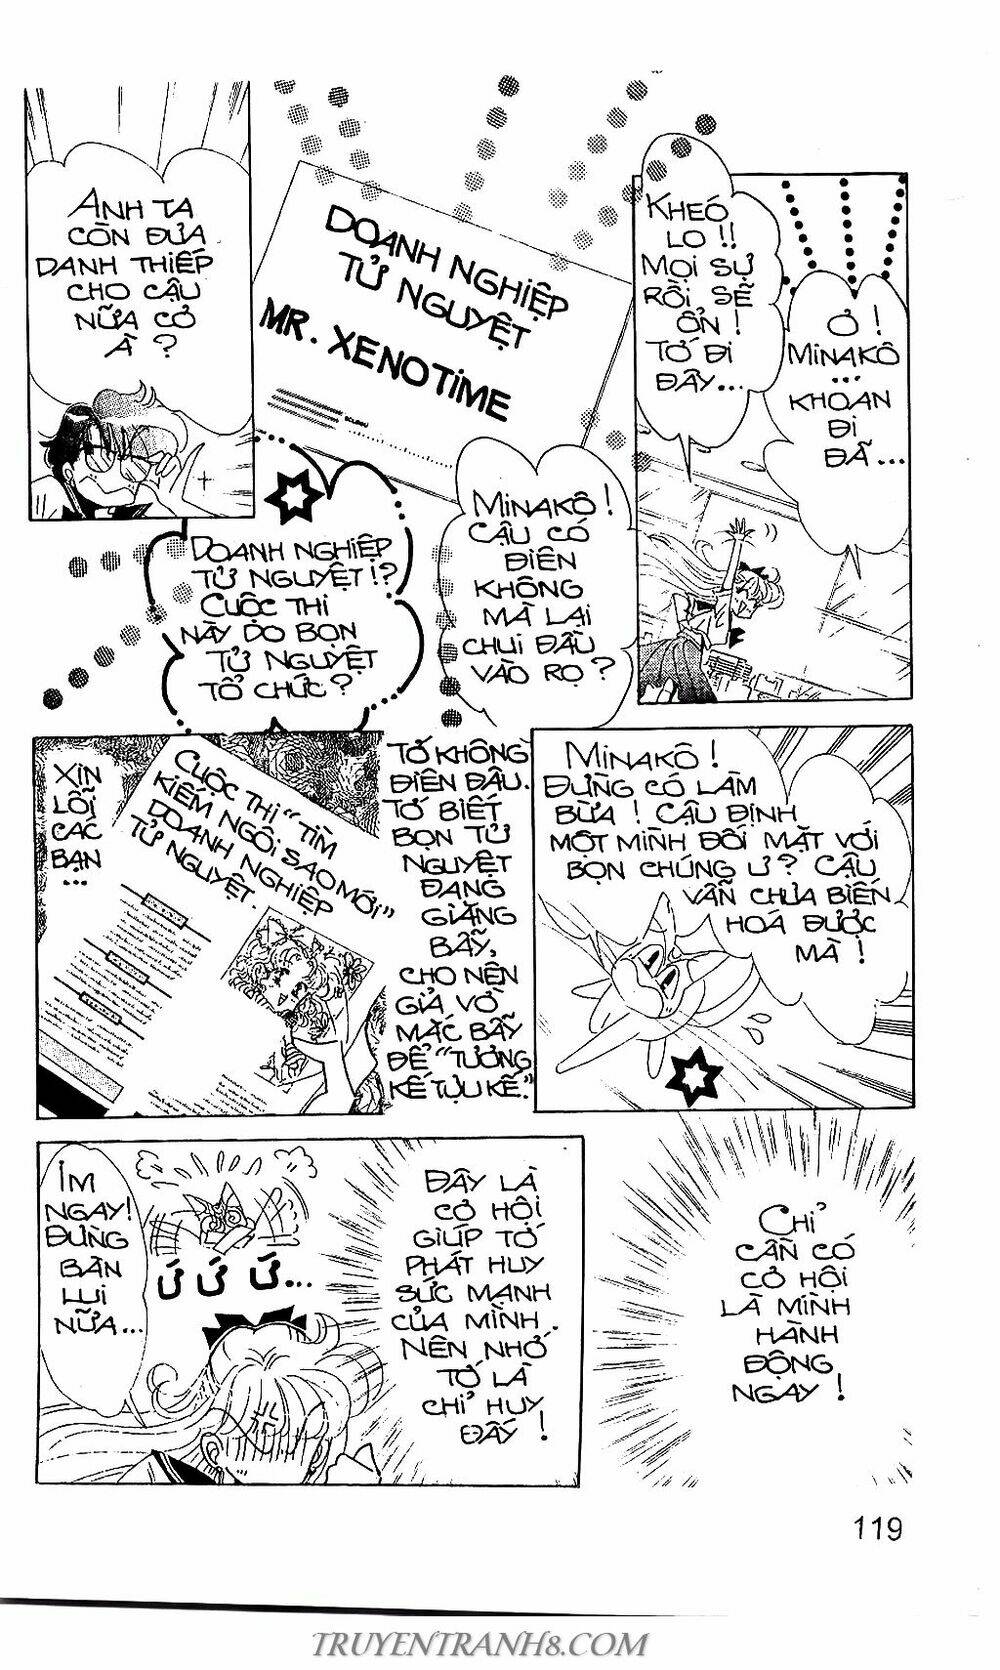 ANH TA
CÒN ĐƯA
DANH THIẾP
CHO CẬU
NỮA CƠ
À ?
DOANH NGHIỆP
TỬ NGUYỆT
MR. XENOTIME
KHÉO
LO !!
MỌI SỰ
RỒI SẼ
ỔN !
TỚ ĐI
ĐÂY...
Ơ !
MINAKÔ
...
KHOAN
ĐI
ĐÃ...
MINAKÔ !
CẬU CÓ
ĐIÊN
KHÔNG
MÀ LẠI
CHUI ĐẦU
VÀO RỌ ?
DOANH NGHIỆP
TỬ NGUYỆT !?
CUỘC THI
NÀY DO BỌN
TỬ NGUYỆT
TỔ CHỨC ?
MINAKÔ !
ĐỪNG CÓ LÀM
BỪA ! CẬU ĐỊNH
MỘT MÌNH ĐỐI MẶT VỚI
BỌN CHÚNG Ư ? CẬU
VẪN CHƯA BIẾN
HOÁ ĐƯỢC
MÀ !
TỚ KHÔNG
ĐIÊN ĐÂU.
TỚ BIẾT
BỌN TỬ
NGUYỆT
ĐANG
GIĂNG
BẪY,
CHO NÊN
GIẢ VỜ
MẮC BẪY
ĐỂ "TƯƠNG
KẾ TỰU KẾ."
CUỘC THI "TÌM
KIẾM NGÔI SAO MỚI"
DOANH NGHIỆP
TỬ NGUYỆT.
XIN
LỖI
CÁC
BẠN
...
CHỈ
CẦN CÓ
CƠ HỘI
LÀ MÌNH
HÀNH
ĐỘNG
NGAY !
ĐÂY LÀ
CƠ HỘI
GIÚP TỚ
PHÁT HUY
SỨC MẠNH
CỦA MÌNH.
NÊN NHỚ
TỚ LÀ
CHỈ HUY
ĐẤY !
Ứ Ứ Ứ...
IM
NGAY!
ĐỪNG
BÀN
LUI
NỮA...
119
TRUYENTRANH8.COM